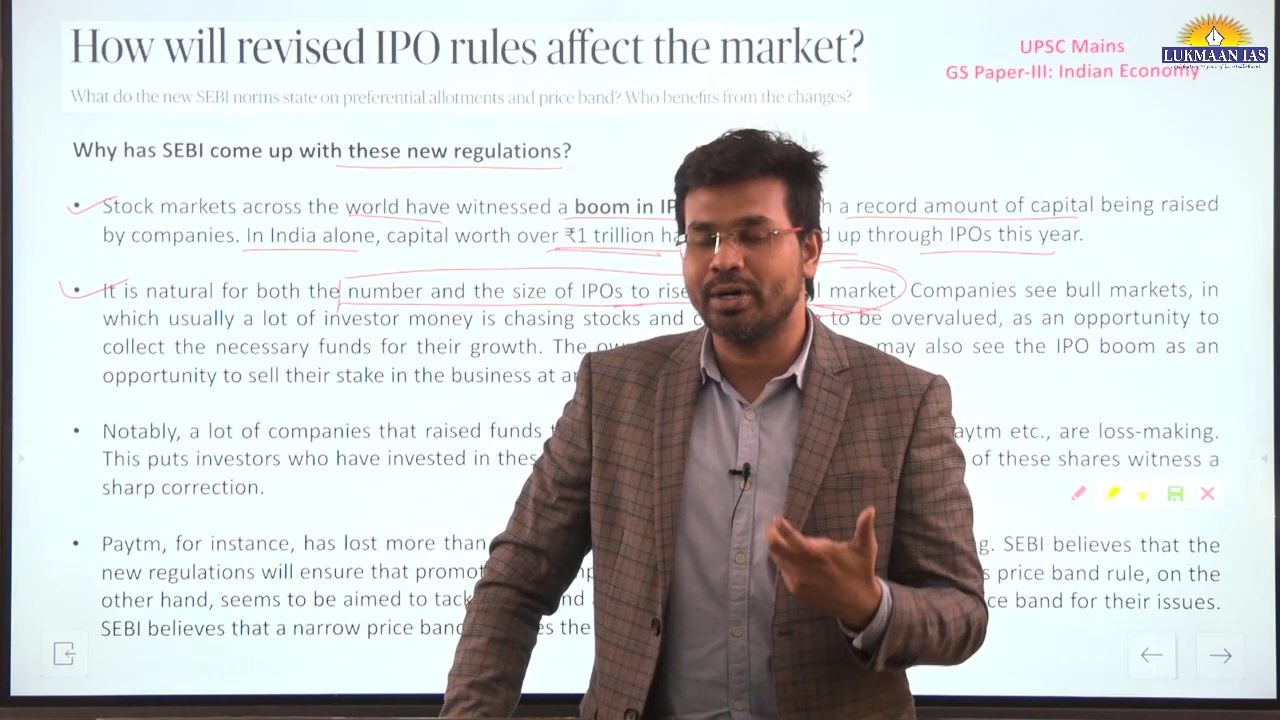 How will revised IPO rules affect the market?
What do the new SEBI norms state on preferential allotments and price band? Who benefits from the changes?
UPSC Mains
GS Paper-III: Indian Economy
LUKMAAN IAS
Why has SEBI come up with these new regulations?
• Stock markets across the world have witnessed a boom in a record amount of capital being raised
by companies. In India alone, capital worth over ₹1 trillion up through IPOs this year.
• It is natural for both the number and the size of IPOs to rise market Companies see bull markets, in
which usually a lot of investor money is chasing stocks and to be overvalued, as an opportunity to
collect the necessary funds for their growth. The may also see the IPO boom as an
opportunity to sell their stake in the business at
• Notably, a lot of companies that raised funds etc., are loss-making.
This puts investors who have invested in of these shares witness a
sharp correction.
• Paytm, for instance, has lost more than SEBI believes that the
new regulations will ensure that price band rule, on the
other hand, seems to be aimed to band for their issues.
SEBI believes that a narrow price band the